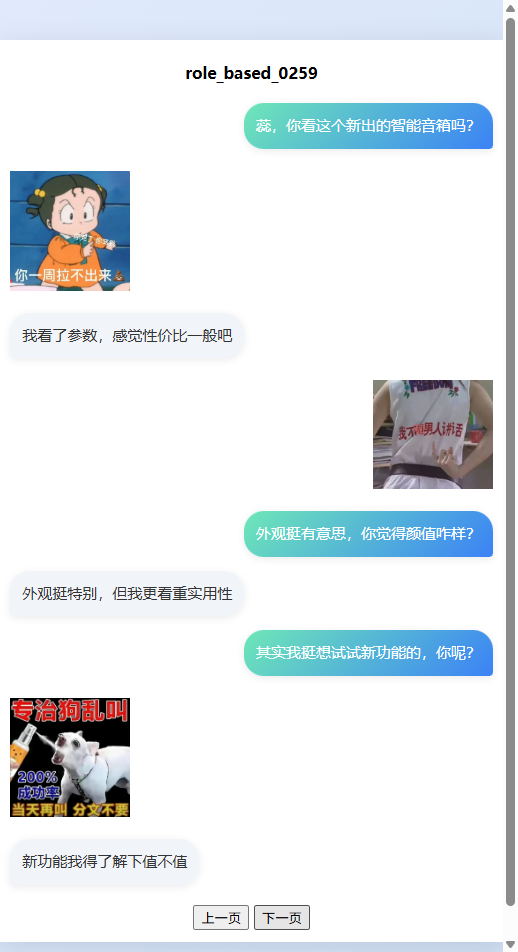 role_based_0259
蕊，你看这个新出的智能音箱吗？
你一周拉不出来💩
我看了参数，感觉性价比一般吧
FREEDOM
我不和男人讲话
外观挺有意思，你觉得颜值咋样？
外观挺特别，但我更看重实用性
其实我挺想试试新功能的，你呢？
专治狗乱叫
200%
成功率
当天再叫 分文不要
新功能我得了解下值不值
上一页 下一页